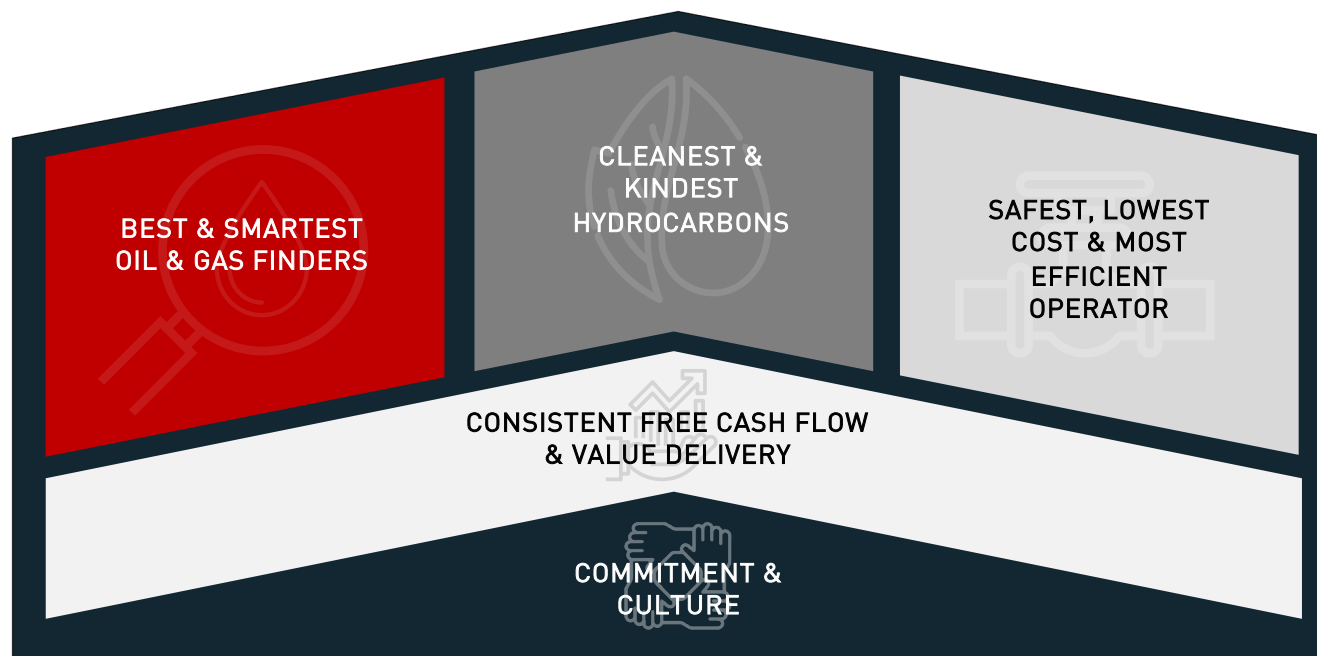 BEST & SMARTEST
OIL & GAS FINDERS
CLEANEST &
KINDEST
HYDROCARBONS
SAFEST, LOWEST
COST & MOST
EFFICIENT
OPERATOR
CONSISTENT FREE CASH FLOW
& VALUE DELIVERY
COMMITMENT &
CULTURE